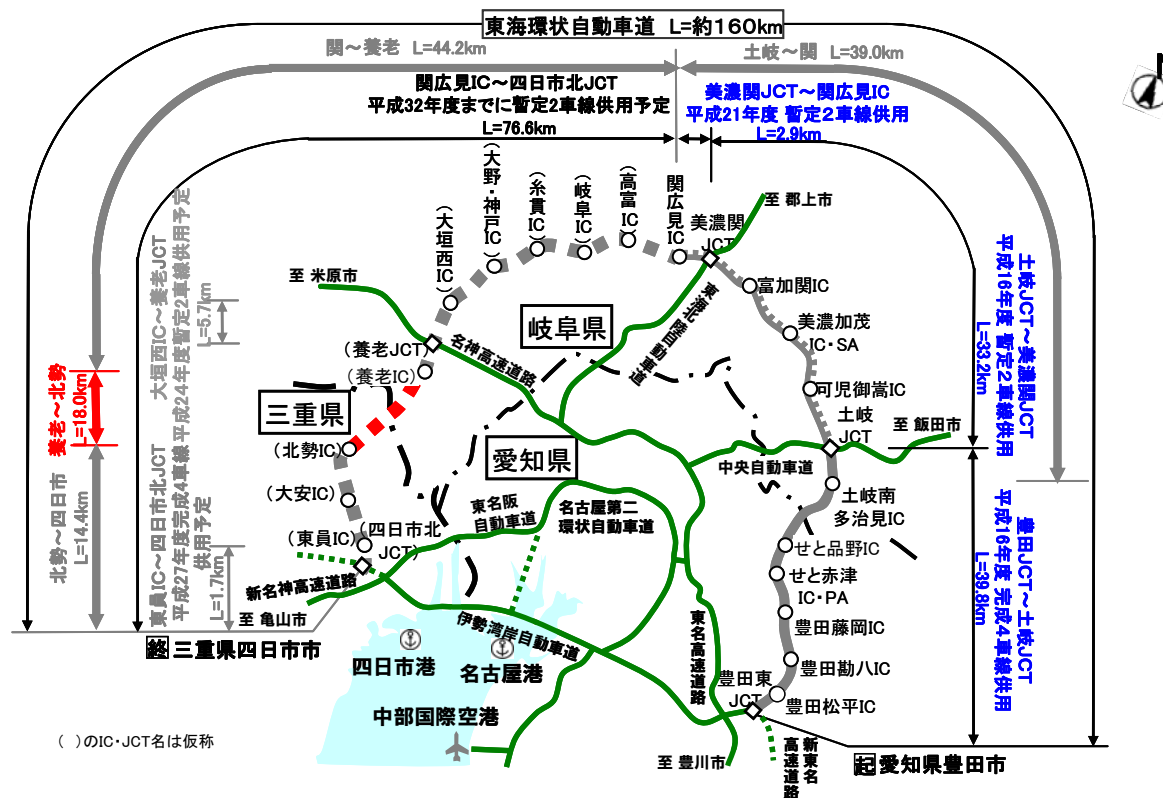 東海環状自動車道 L=約160km
関～養老 L=44.2km
土岐～関 L=39.0km
関広見IC～四日市北JCT
平成32年度までに暫定2車線供用予定
L=76.6km
美濃関JCT～関広見IC
平成21年度 暫定2車線供用
L=2.9km
(大垣西IC)
(大野・神戸IC)
(糸貫IC)
(岐阜IC)
(高富IC)
関広見IC
美濃関
JCT
至 郡上市
富加関IC
美濃加茂
IC・SA
可児御嵩IC
土岐
JCT
至 飯田市
土岐南
多治見IC
せと品野IC
せと赤津
IC・PA
豊田藤岡IC
豊田勘八IC
豊田松平IC
豊田東
JCT
土岐JCT～美濃関JCT
平成16年度 暫定2車線供用
L=33.2km
豊田JCT～土岐JCT
平成16年度 完成4車線供用
L=39.8km
至 米原市
(養老JCT)
(養老IC)
(北勢IC)
(大安IC)
(東員IC)
(四日市北
JCT)
岐阜県
三重県
愛知県
名神高速道路
東海北陸自動車道
中央自動車道
東名阪
自動車道
名古屋第二
環状自動車道
新名神高速道路
至 亀山市
伊勢湾岸自動車道
東名高速道路
至 豊川市
新東名
高速道路
四日市港
名古屋港
中部国際空港
大垣西IC～養老JCT
平成24年度暫定2車線供用予定
L=5.7km
東員IC～四日市北JCT
平成27年度完成4車線
供用予定
L=1.7km
養老～北勢
L=18.0km
北勢～四日市
L=14.4km
終 三重県四日市市
起 愛知県豊田市
( )のIC・JCT名は仮称